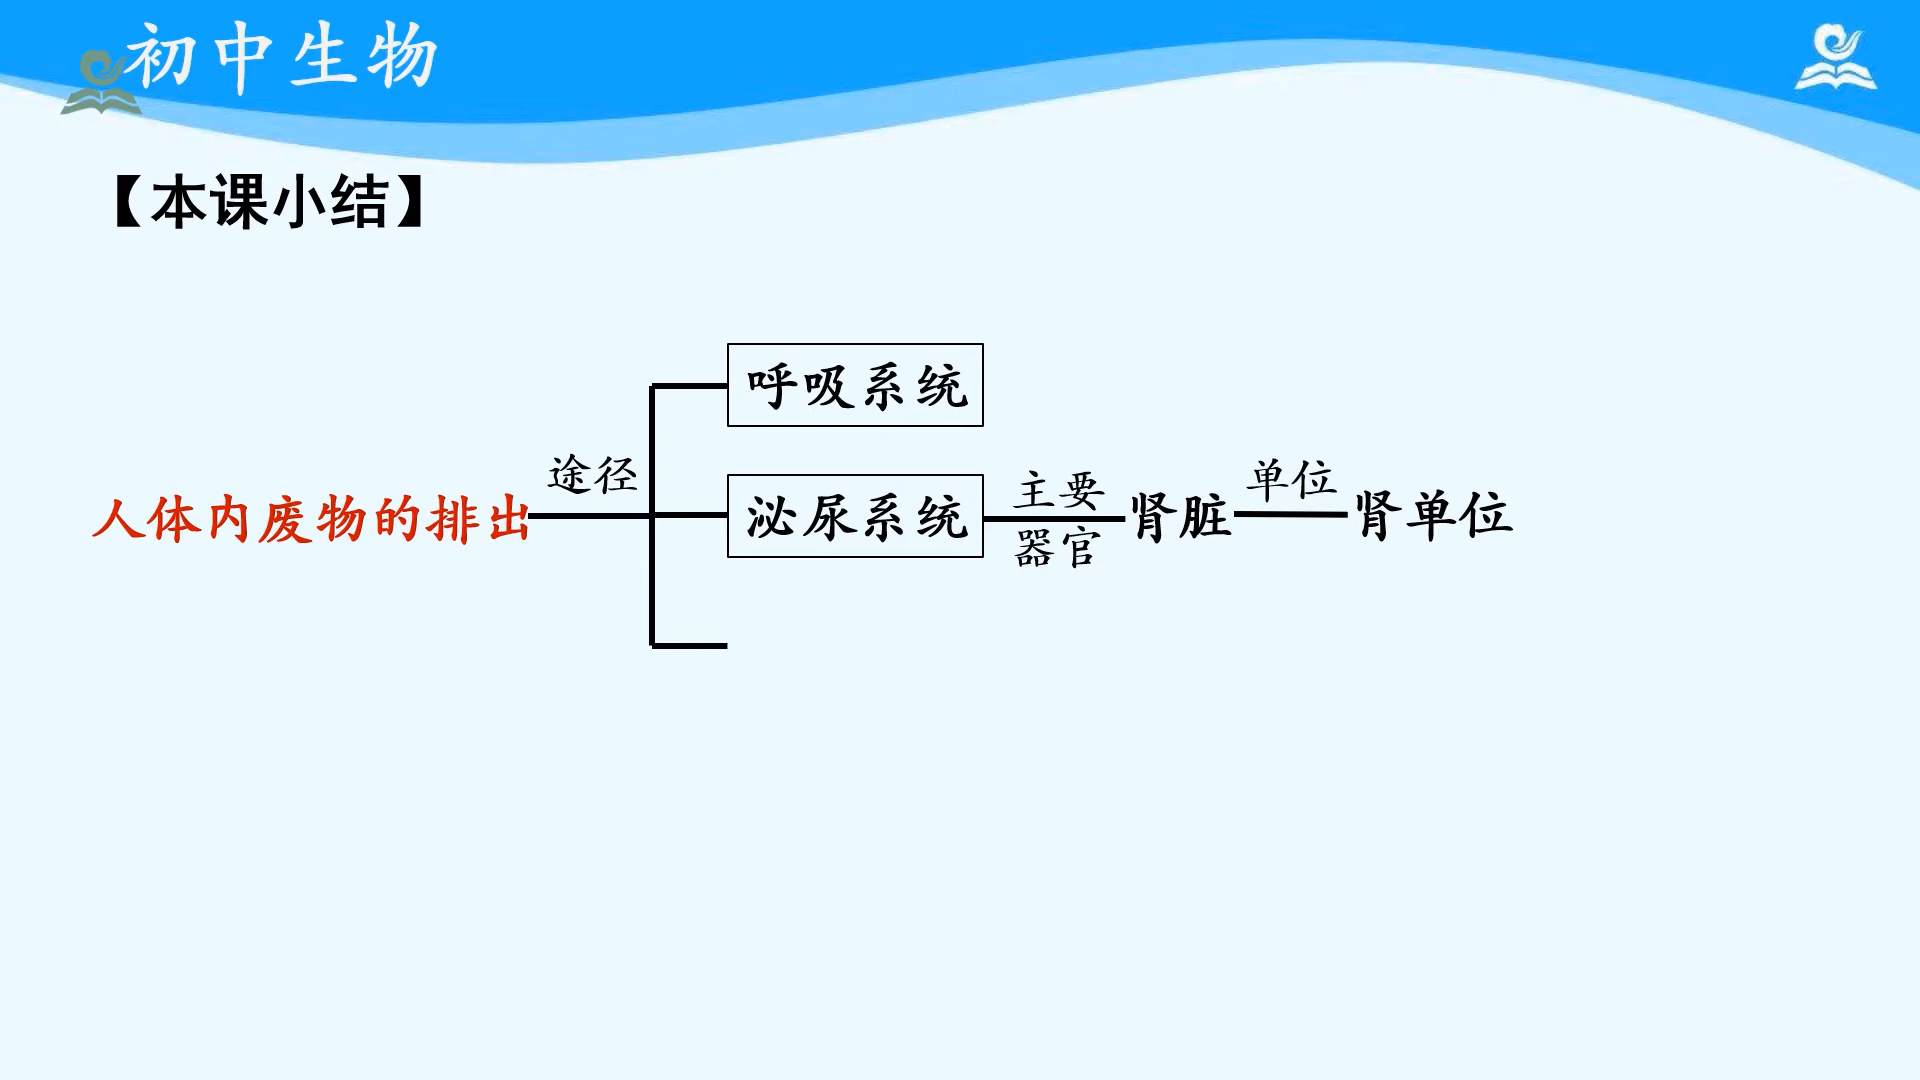 初中生物
【本课小结】
呼吸系统
途径
人体内废物的排出
泌尿系统
主要
器官
肾脏
单位
肾单位